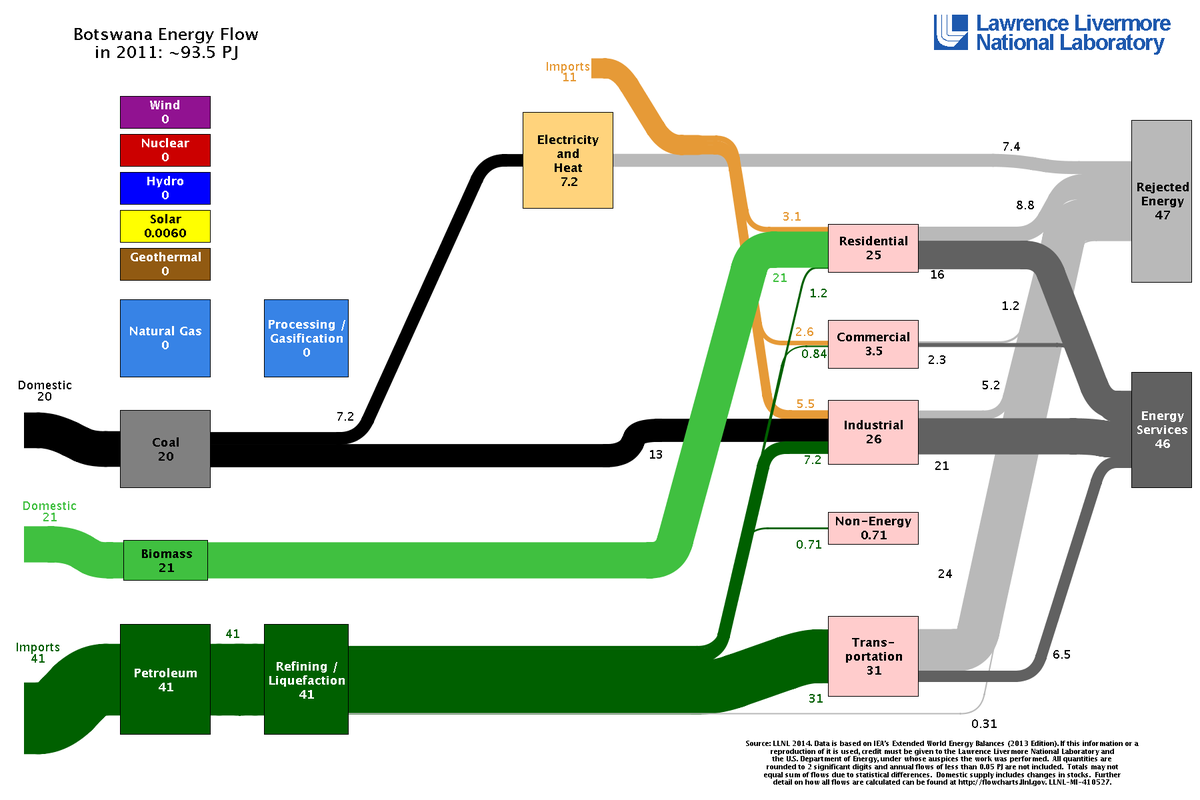 Botswana Energy Flow
in 2011: ~93.5 PJ
Lawrence Livermore
National Laboratory
Imports
11
Wind
0
Nuclear
0
Hydro
0
Solar
0.0060
Geothermal
0
Natural Gas
0
Processing /
Gasification
0
Electricity
and
Heat
7.2
7.4
Rejected
Energy
47
8.8
3.1
Residential
25
21
16
1.2
1.2
2.6
Commercial
3.5
0.84
2.3
Domestic
20
Coal
20
7.2
13
5.5
Industrial
26
7.2
5.2
21
Energy
Services
46
Domestic
21
Biomass
21
Non-Energy
0.71
0.71
24
Imports
41
Petroleum
41
41
Refining /
Liquefaction
41
31
Trans-
portation
31
6.5
0.31
Source: LLNL 2014. Data is based on IEA's Extended World Energy Balances (2013 Edition). If this information or a
reproduction of it is used, credit must be given to the Lawrence Livermore National Laboratory and
the U.S. Department of Energy, under whose auspices the work was performed. All quantities are
rounded to 2 significant digits and annual flows of less than 0.05 PJ are not included. Totals may not
equal sum of flows due to statistical differences. Domestic supply includes changes in stocks. Further
detail on how all flows are calculated can be found at http://flowcharts.llnl.gov. LLNL-MI-410527.